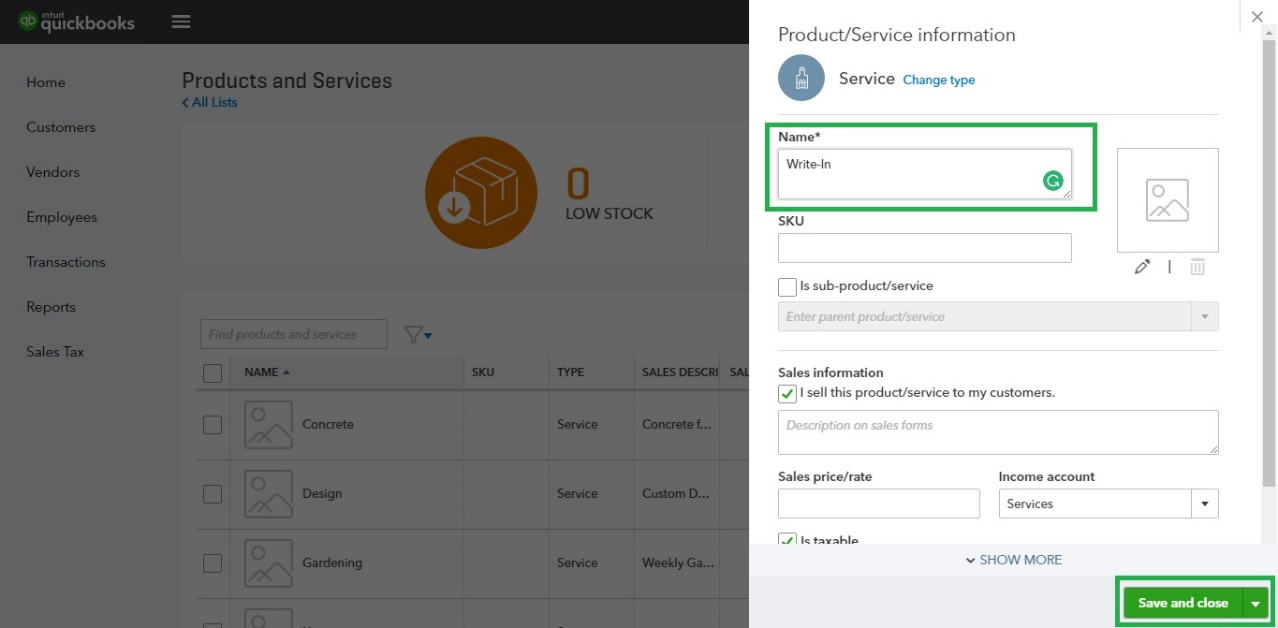 intuit
quickbooks
Home
Customers
Vendors
Employees
Transactions
Reports
Sales Tax
Products and Services
All Lists
0
LOW STOCK
Find products and services
NAME SKU TYPE SALES DESCRI SAL
Concrete Service Concrete f...
Design Service Custom D...
Gardening Service Weekly Ga...
Product/Service information
Service Change type
Name*
Write-In
SKU
Is sub-product/service
Enter parent product/service
Sales information
I sell this product/service to my customers.
Description on sales forms
Sales price/rate Income account
Services
Is taxable
SHOW MORE
Save and close